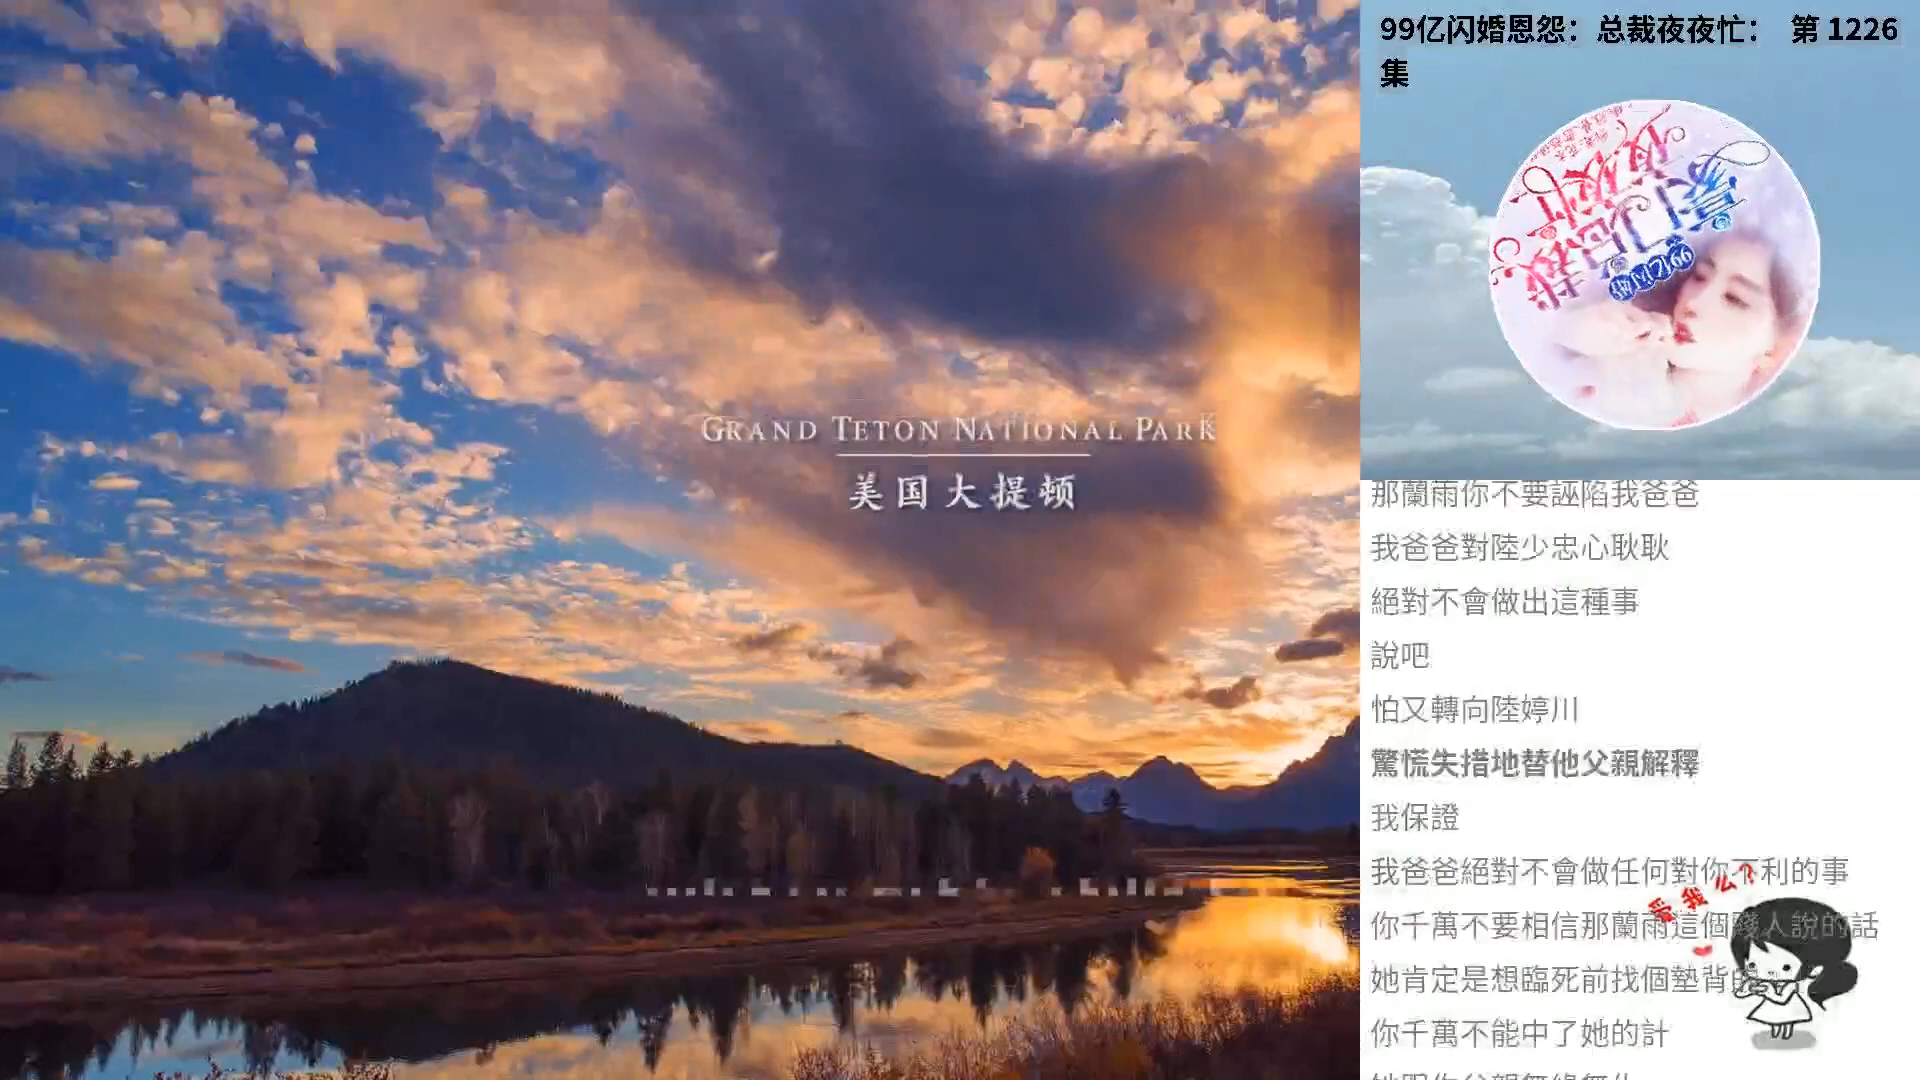 GRAND TETON NATIONAL PARK
美国大提顿
99亿闪婚恩怨：总裁夜夜忙： 第 1226
集
那蘭雨你不要誣陷我爸爸
我爸爸對陸少忠心耿耿
絕對不會做出這種事
說吧
怕又轉向陸婷川
驚慌失措地替他父親解釋
我保證
我爸爸絕對不會做任何對你不利的事
你千萬不要相信那蘭雨這個賤人說的話
她肯定是想臨死前找個墊背的
你千萬不能中了她的計
爱我么?